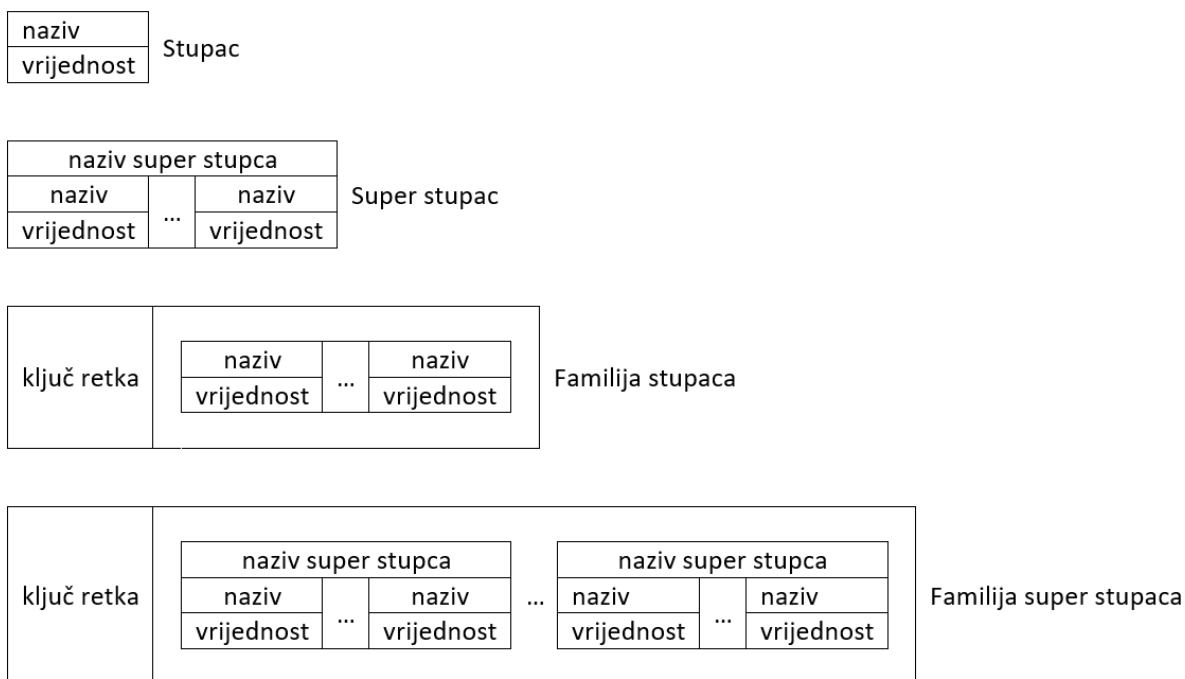 naziv
vrijednost
Stupac
naziv super stupca
naziv ... naziv
vrijednost vrijednost
Super stupac
ključ retka
naziv ... naziv
vrijednost vrijednost
Familija stupaca
ključ retka
naziv super stupca ... naziv super stupca
naziv ... naziv naziv ... naziv
vrijednost vrijednost vrijednost vrijednost
Familija super stupaca